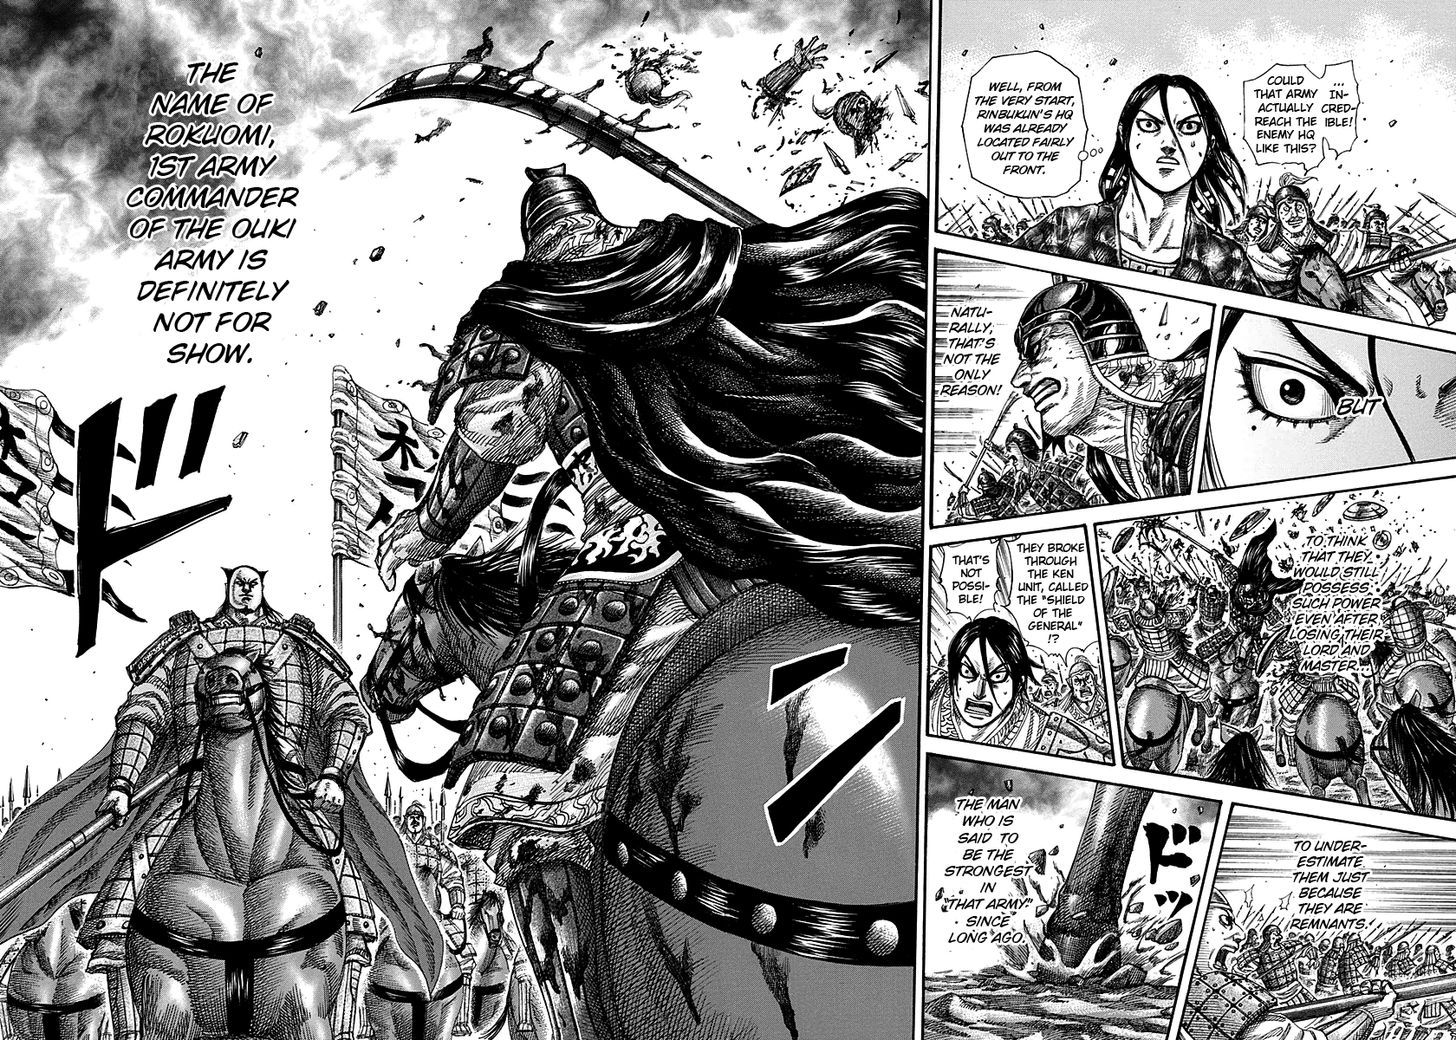 ... IN-
CRED-
IBLE!
COULD
THAT ARMY
ACTUALLY
REACH THE
ENEMY HQ
LIKE THIS?
WELL, FROM
THE VERY START,
RINBUKUN'S HQ
WAS ALREADY
LOCATED FAIRLY
OUT TO THE
FRONT.
BUT
NATU-
RALLY,
THAT'S
NOT THE
ONLY
REASON!
TO THINK
THAT THEY
WOULD STILL
POSSESS
SUCH POWER
EVEN AFTER
LOSING THEIR
LORD AND
MASTER...
THEY BROKE
THROUGH
THE KEN
UNIT, CALLED
THE "SHIELD
OF THE
GENERAL"
!?
THAT'S
NOT
POSSI-
BLE!
TO UNDER-
ESTIMATE
THEM JUST
BECAUSE
THEY ARE
REMNANTS.
THE MAN
WHO IS
SAID TO
BE THE
STRONGEST
IN
"THAT ARMY"
SINCE
LONG AGO.
ドッ
THE
NAME OF
ROKUOMI,
1ST ARMY
COMMANDER
OF THE OUKI
ARMY IS
DEFINITELY
NOT FOR
SHOW.
ドン